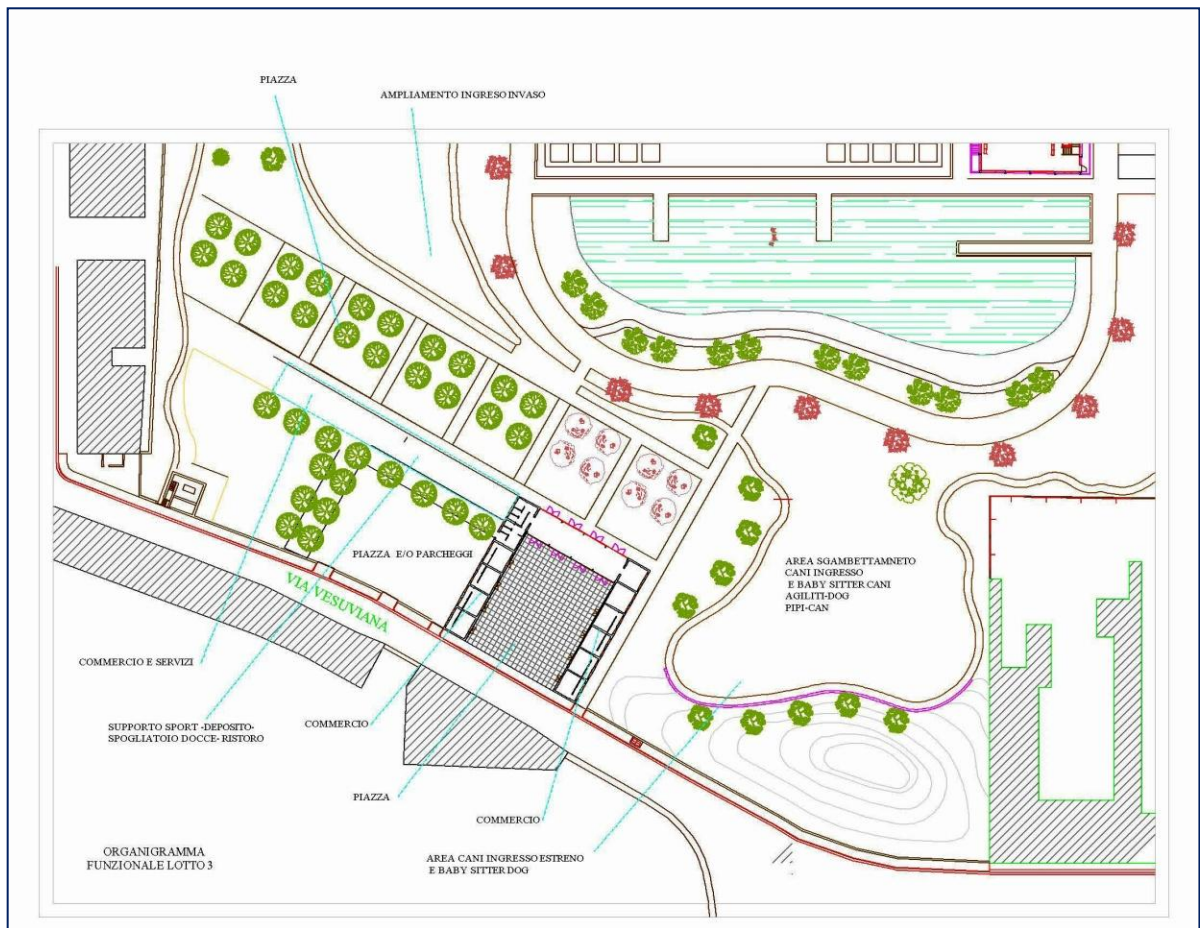 PIAZZA
AMPLIAMENTO INGRESO INVASO
PIAZZA E/O PARCHEGGI
AREA SGAMBETTAMNETO
CANI INGRESSO
E BABY SITTER CANI
AGILITI-DOG
PIPI-CAN
VIA VESUVIANA
COMMERCIO E SERVIZI
SUPPORTO SPORT -DEPOSITO-
SPOGLIATOIO DOCCE- RISTORO
COMMERCIO
PIAZZA
COMMERCIO
AREA CANI INGRESSO ESTRENO
E BABY SITTER DOG
ORGANIGRAMMA
FUNZIONALE LOTTO 3